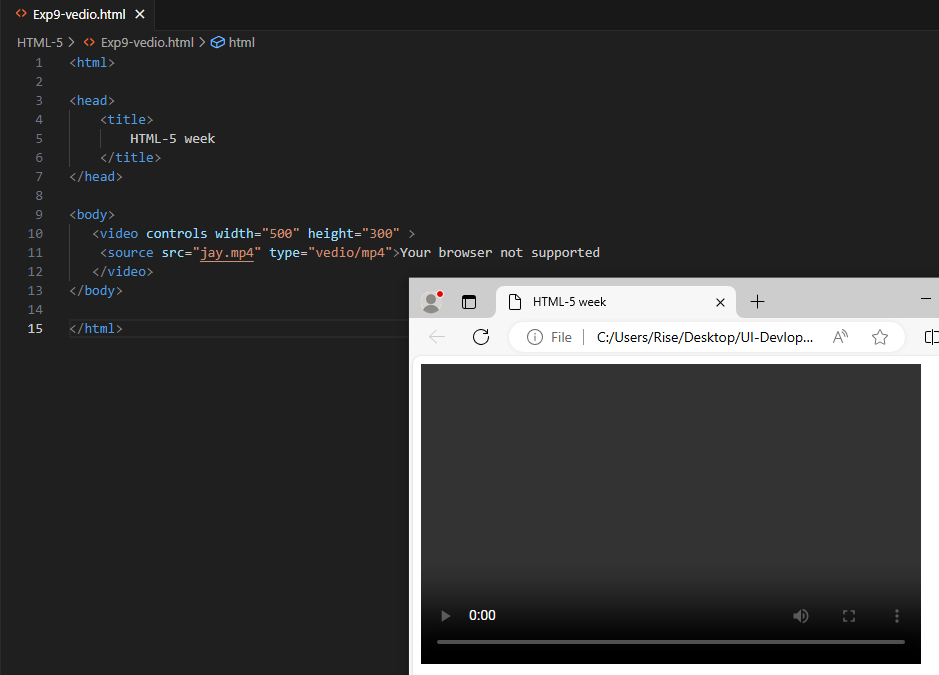 Exp9-vedio.html
HTML-5 > Exp9-vedio.html > html
1 <html>
2
3 <head>
4 <title>
5 HTML-5 week
6 </title>
7 </head>
8
9 <body>
10 <video controls width="500" height="300" >
11 <source src="jay.mp4" type="vedio/mp4">Your browser not supported
12 </video>
13 </body>
14
15 </html>
HTML-5 week
File C:/Users/Rise/Desktop/UI-Devlop...
0:00